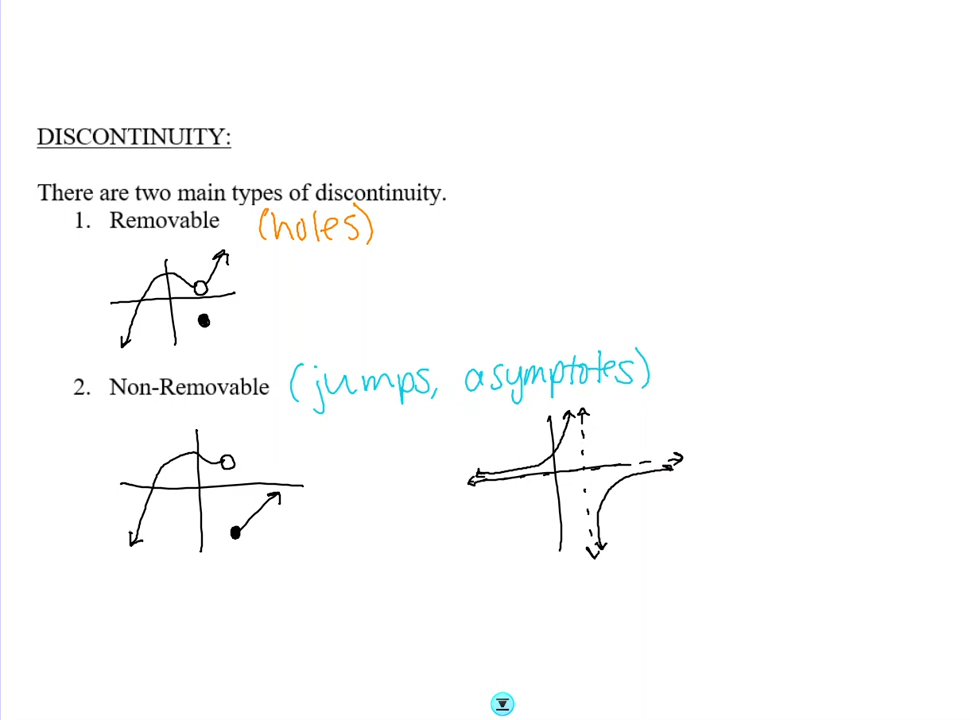 DISCONTINUITY:
There are two main types of discontinuity.
1. Removable (holes)
2. Non-Removable (jumps, asymptotes)